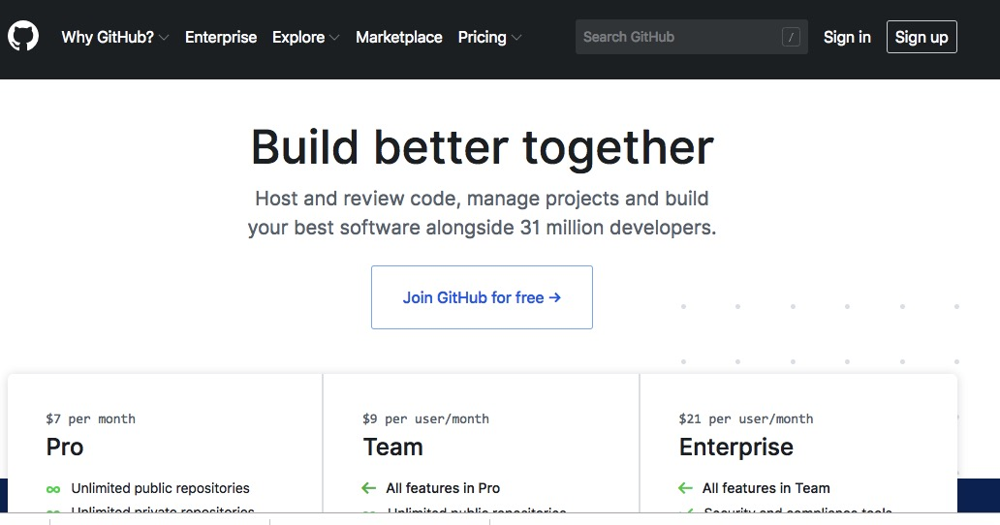 Why GitHub? Enterprise Explore Marketplace Pricing Search GitHub / Sign in Sign up
Build better together
Host and review code, manage projects and build
your best software alongside 31 million developers.
Join GitHub for free →
$7 per month
Pro
∞ Unlimited public repositories
∞ Unlimited private repositories
$9 per user/month
Team
← All features in Pro
∞ Unlimited public repositories
$21 per user/month
Enterprise
← All features in Team
✓ Security and compliance tools